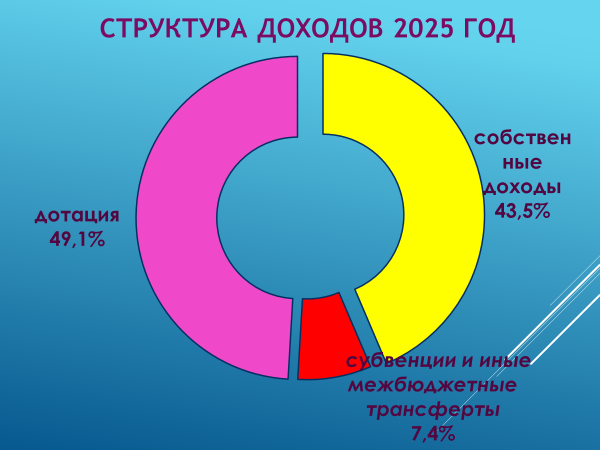 СТРУКТУРА ДОХОДОВ 2025 ГОД
собствен
ные
доходы
43,5%
дотация
49,1%
субвенции и иные
межбюджетные
трансферты
7,4%